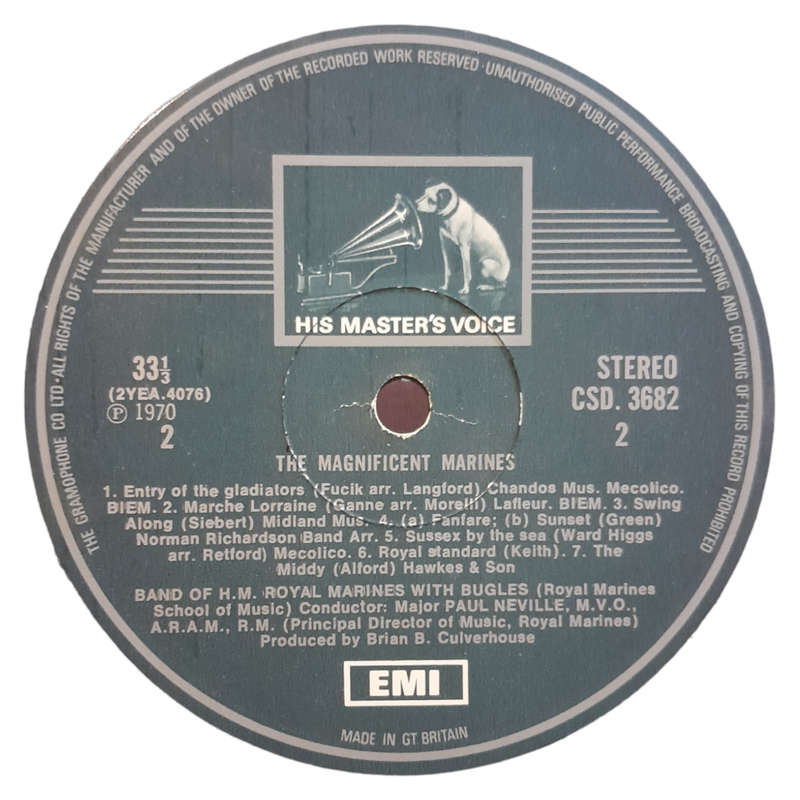 THE GRAMOPHONE CO LTD·ALL RIGHTS OF THE MANUFACTURER AND OF THE OWNER OF THE RECORDED WORK RESERVED·UNAUTHORISED PUBLIC PERFORMANCE BROADCASTING AND COPYING OF THIS RECORD PROHIBITED
HIS MASTER'S VOICE
33⅓
(2YEA.4076)
Ⓟ 1970
2
STEREO
CSD. 3682
2
THE MAGNIFICENT MARINES
1. Entry of the gladiators (Fucik arr. Langford) Chandos Mus. Mecolico.
BIEM. 2. Marche Lorraine (Ganne arr. Morelli) Lafleur. BIEM. 3. Swing
Along (Siebert) Midland Mus. 4. (a) Fanfare; (b) Sunset (Green)
Norman Richardson Band Arr. 5. Sussex by the sea (Ward Higgs
arr. Retford) Mecolico. 6. Royal standard (Keith). 7. The
Middy (Alford) Hawkes & Son
BAND OF H.M. ROYAL MARINES WITH BUGLES (Royal Marines
School of Music) Conductor: Major PAUL NEVILLE, M.V.O.,
A.R.A.M., R.M. (Principal Director of Music, Royal Marines)
Produced by Brian B. Culverhouse
EMI
MADE IN GT BRITAIN